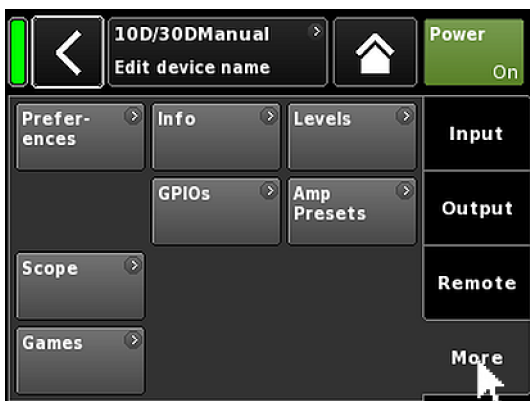 10D/30DManual
Edit device name
Power
On
Prefer-
ences
Info
Levels
Input
GPIOs
Amp
Presets
Output
Scope
Remote
Games
More